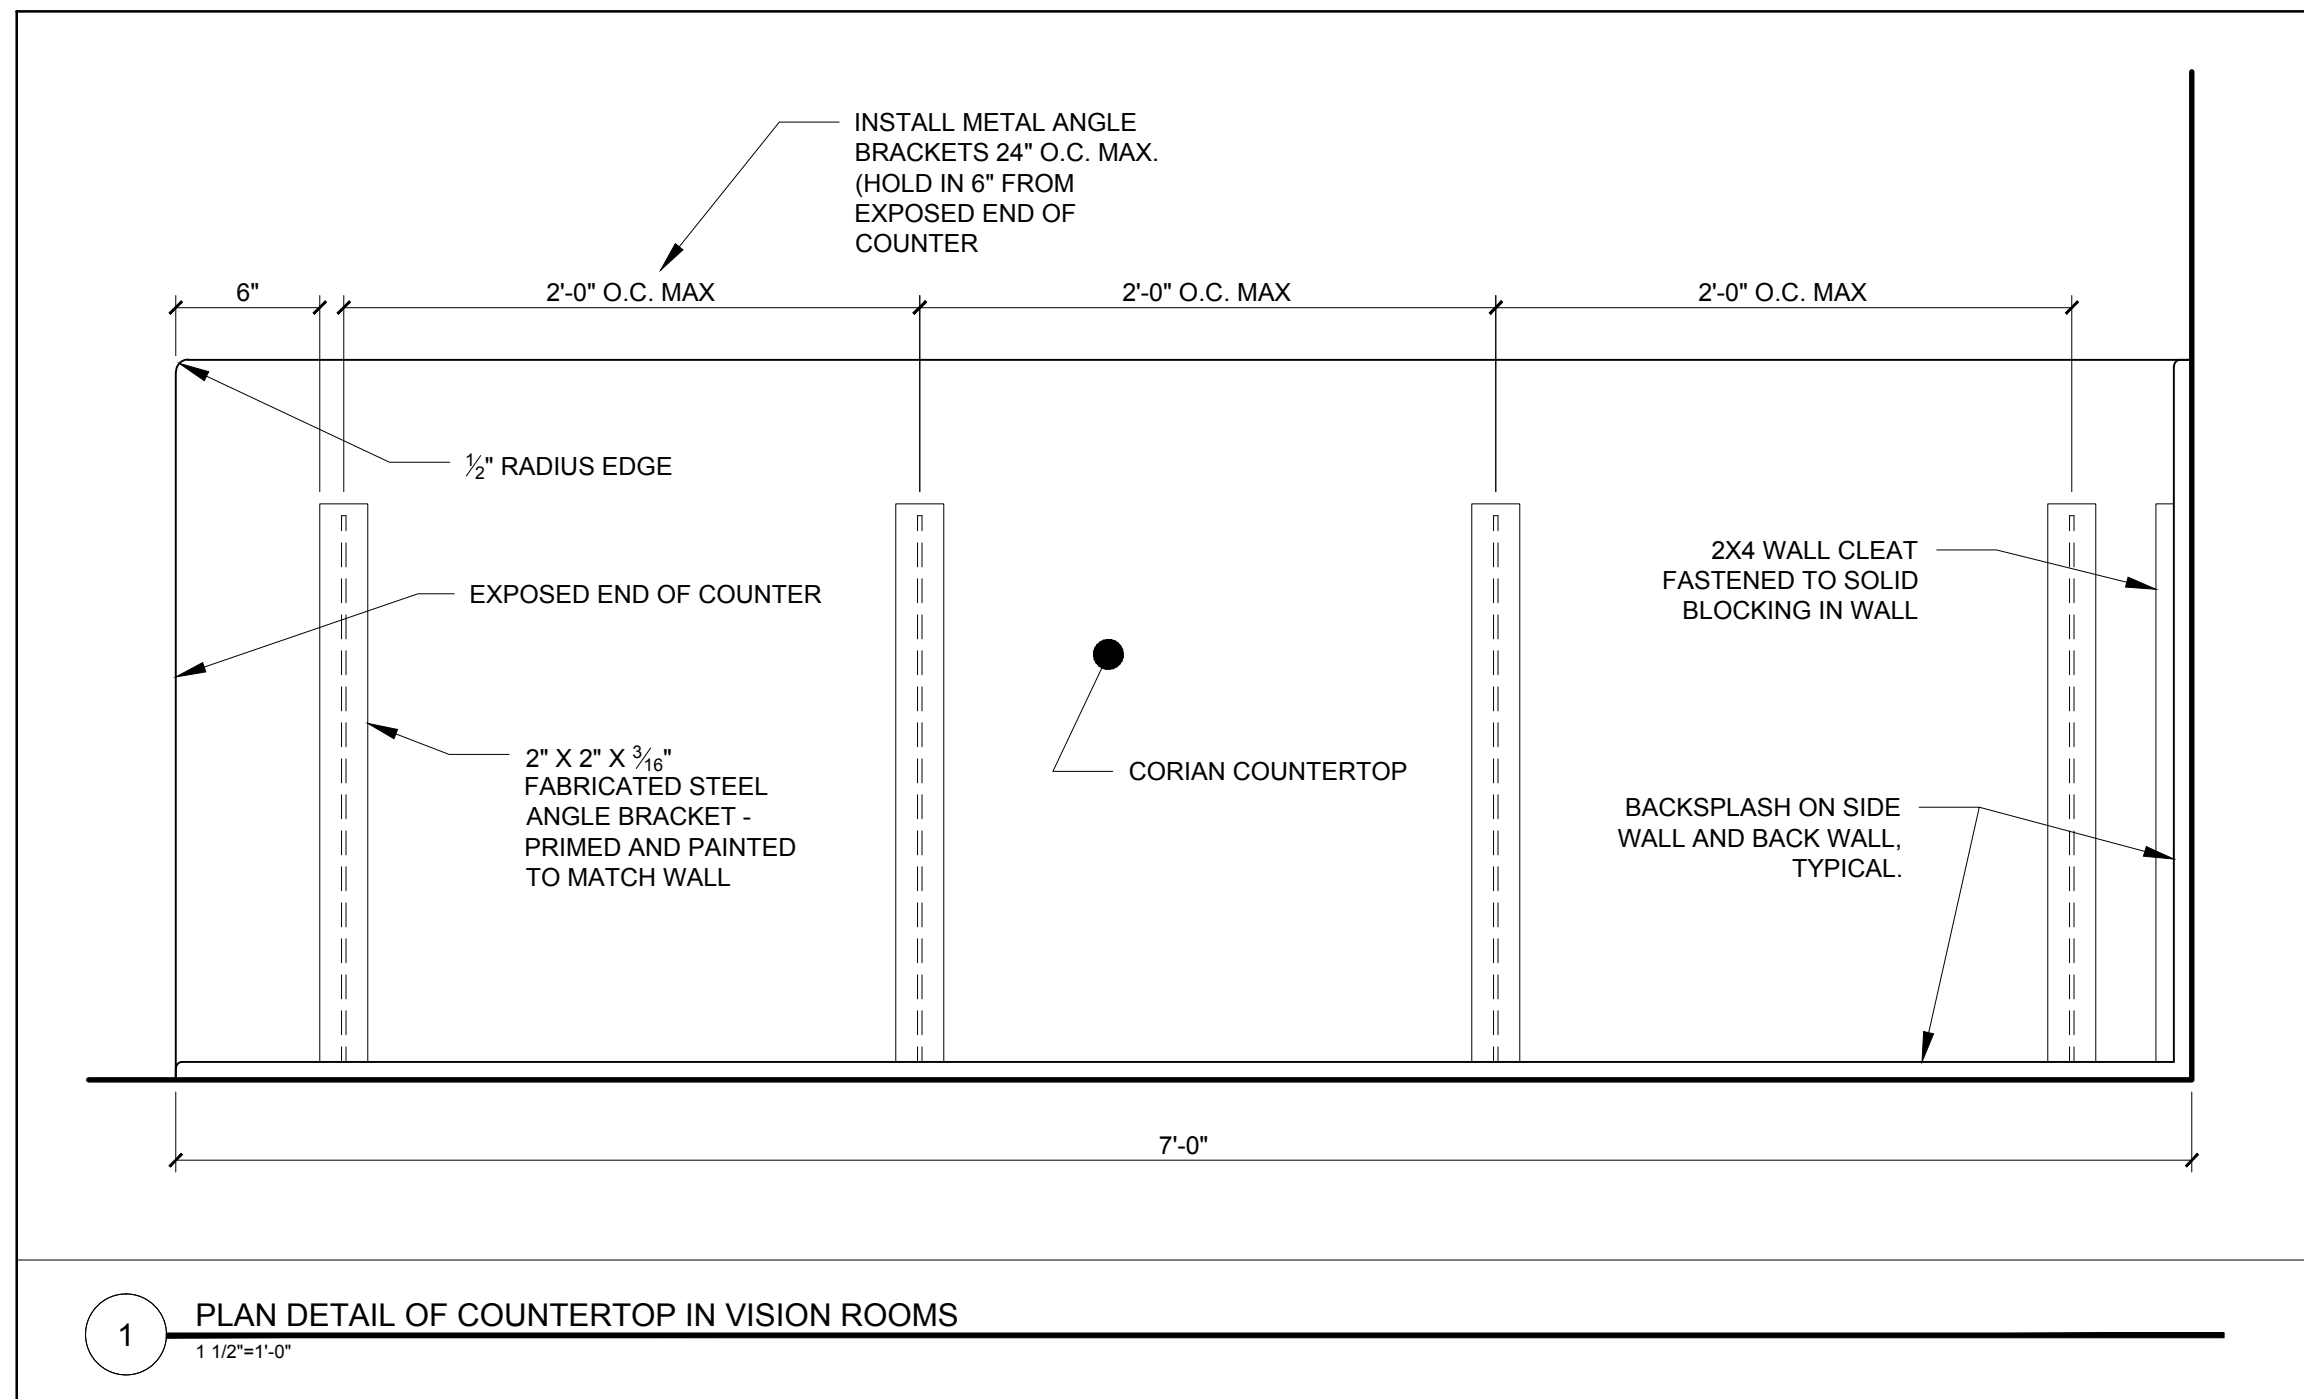 INSTALL METAL ANGLE
BRACKETS 24" O.C. MAX.
(HOLD IN 6" FROM
EXPOSED END OF
COUNTER
6"
2'-0" O.C. MAX
2'-0" O.C. MAX
2'-0" O.C. MAX
½" RADIUS EDGE
EXPOSED END OF COUNTER
2X4 WALL CLEAT
FASTENED TO SOLID
BLOCKING IN WALL
2" X 2" X 3⁄16"
FABRICATED STEEL
ANGLE BRACKET -
PRIMED AND PAINTED
TO MATCH WALL
CORIAN COUNTERTOP
BACKSPLASH ON SIDE
WALL AND BACK WALL,
TYPICAL.
7'-0"
1
PLAN DETAIL OF COUNTERTOP IN VISION ROOMS
1 1/2"=1'-0"